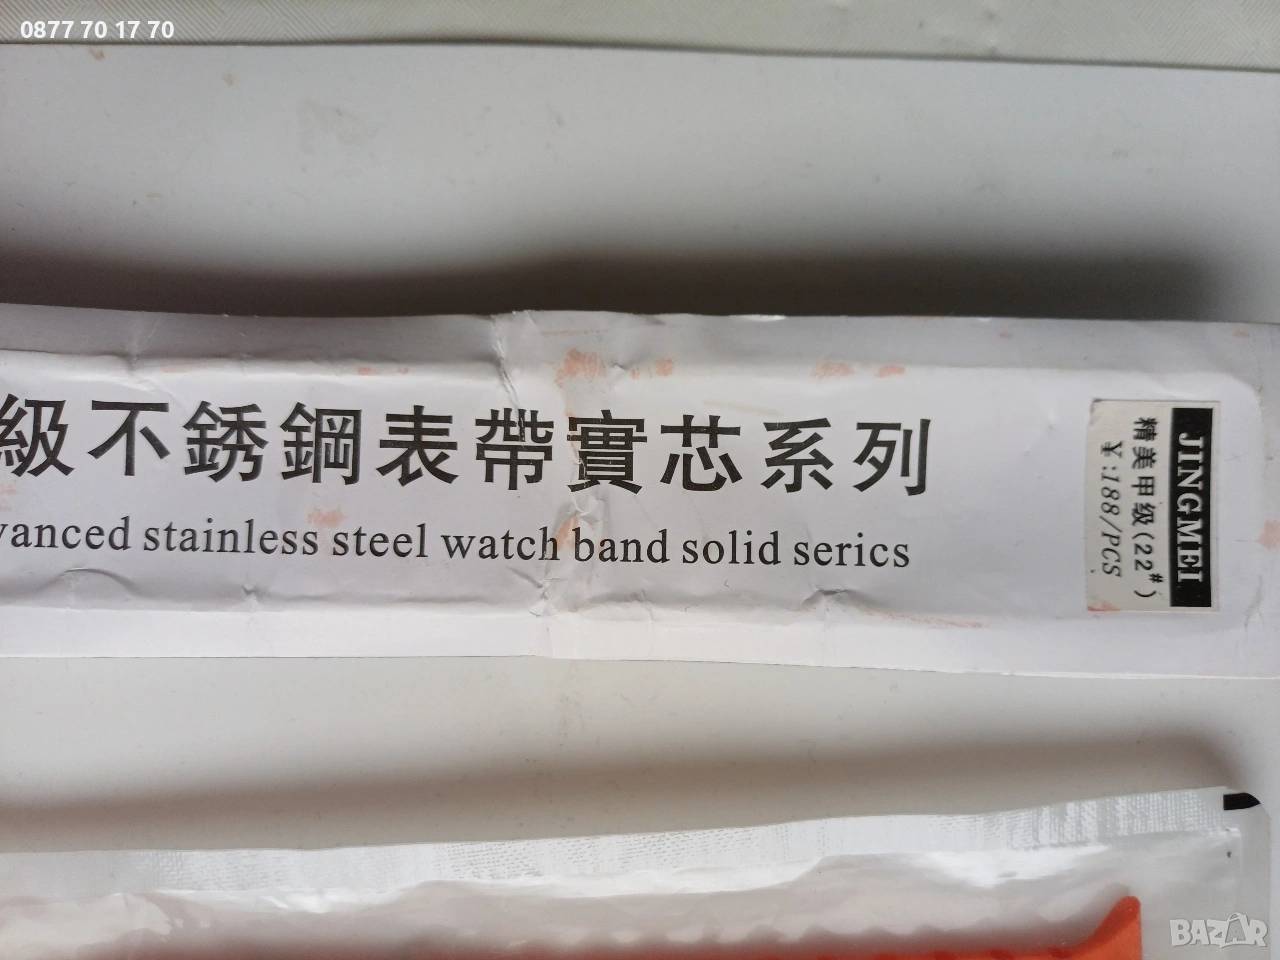 0877 70 17 70
級不銹鋼表帶實芯系列
vanced stainless steel watch band solid serics
JINGMEI
精美甲级(22#)
¥:188/PCS
BAZAR